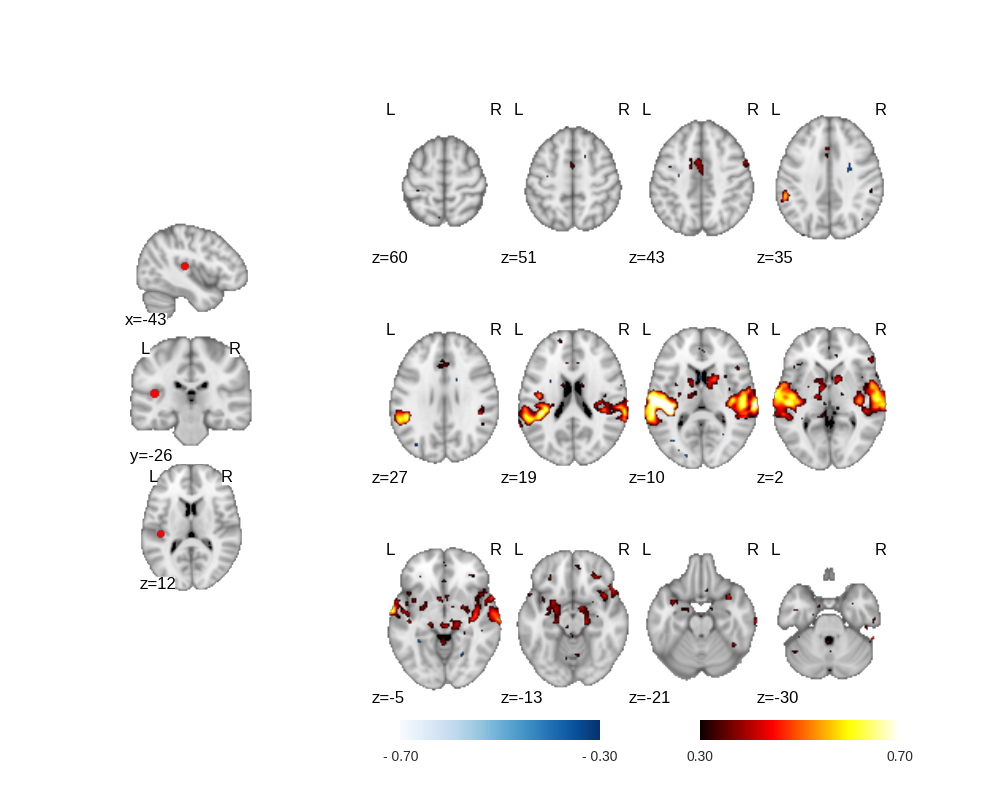 L R L R L R L R
z=60 z=51 z=43 z=35
x=-43
L R L R L R L R
L R
z=27 z=19 z=10 z=2
y=-26
L R
L R L R L R L R
z=12
z=-5 z=-13 z=-21 z=-30
- 0.70 - 0.30 0.30 0.70